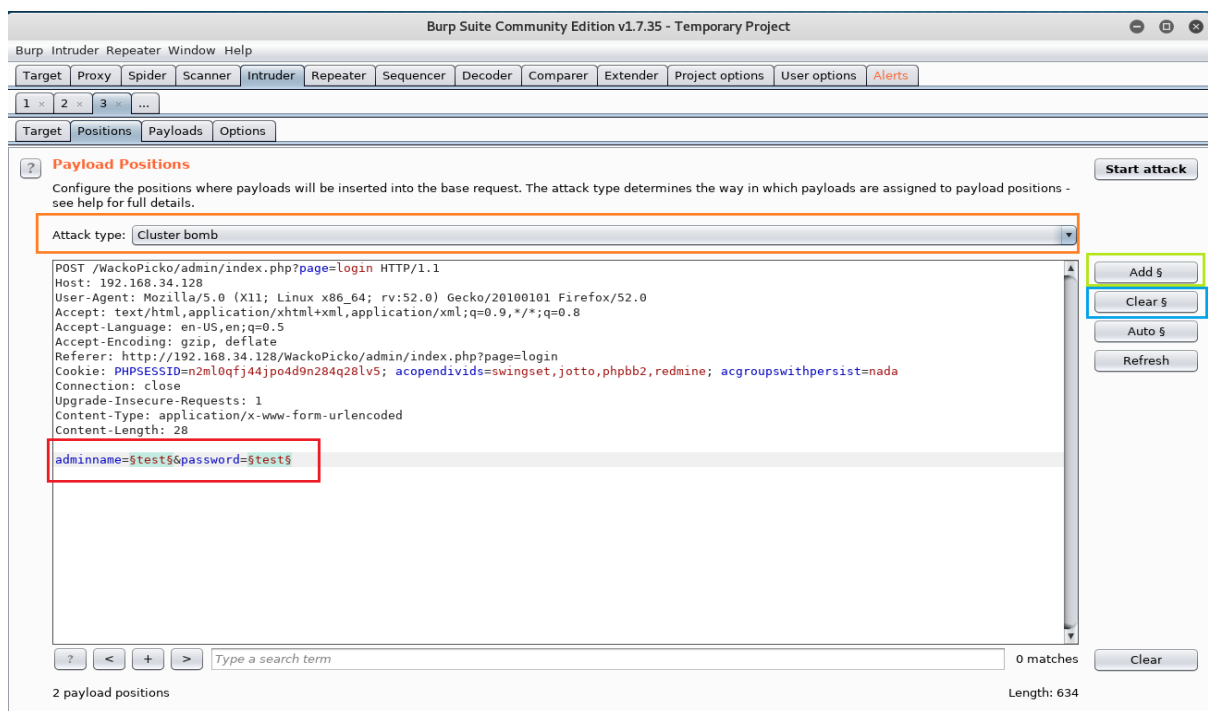 Burp Suite Community Edition v1.7.35 - Temporary Project
Burp Intruder Repeater Window Help
Target Proxy Spider Scanner Intruder Repeater Sequencer Decoder Comparer Extender Project options User options Alerts
1 × 2 × 3 × ...
Target Positions Payloads Options
? Payload Positions
Start attack
Configure the positions where payloads will be inserted into the base request. The attack type determines the way in which payloads are assigned to payload positions -
see help for full details.
Attack type: Cluster bomb
POST /WackoPicko/admin/index.php?page=login HTTP/1.1
Host: 192.168.34.128
User-Agent: Mozilla/5.0 (X11; Linux x86_64; rv:52.0) Gecko/20100101 Firefox/52.0
Accept: text/html,application/xhtml+xml,application/xml;q=0.9,*/*;q=0.8
Accept-Language: en-US,en;q=0.5
Accept-Encoding: gzip, deflate
Referer: http://192.168.34.128/WackoPicko/admin/index.php?page=login
Cookie: PHPSESSID=n2ml0qfj44jpo4d9n284q28lv5; acopendivids=swingset,jotto,phpbb2,redmine; acgroupswithpersist=nada
Connection: close
Upgrade-Insecure-Requests: 1
Content-Type: application/x-www-form-urlencoded
Content-Length: 28
adminname=§test§&password=§test§
Add §
Clear §
Auto §
Refresh
? < + > Type a search term 0 matches Clear
2 payload positions Length: 634